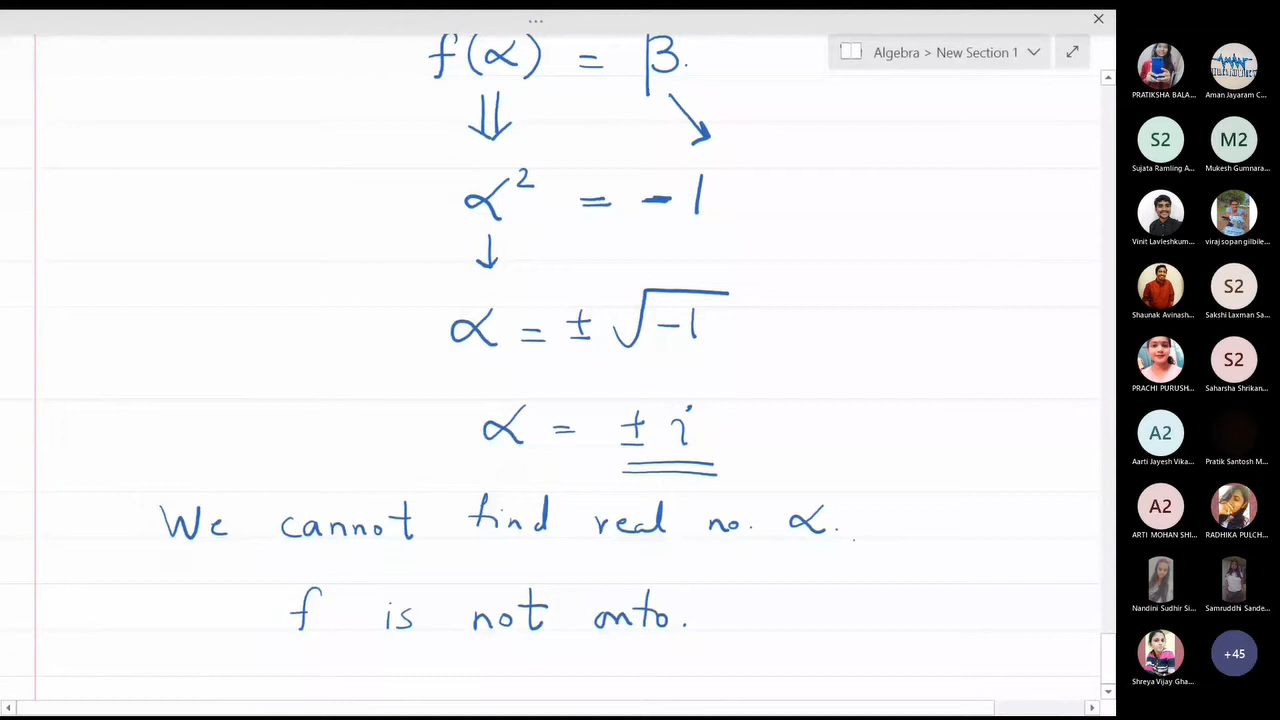 f(α) = β.
Algebra > New Section 1
⇓ ↘
α² = -1
↓
α = ± √-1
α = ± i
We cannot find real no. α.
f is not onto.
PRATIKSHA BALA... Aman Jayaram C...
S2 M2
Sujata Ramling A... Mukesh Gumnara...
Vinit Lavleshkum... viraj sopan gilbile...
S2
Shaunak Avinash... Sakshi Laxman Sa...
S2
PRACHI PURUSH... Saharsha Shrikan...
A2
Aarti Jayesh Vika... Pratik Santosh M...
A2
ARTI MOHAN SHI... RADHIKA PULCH...
Nandini Sudhir Si... Samruddhi Sande...
+45
Shreya Vijay Gha...